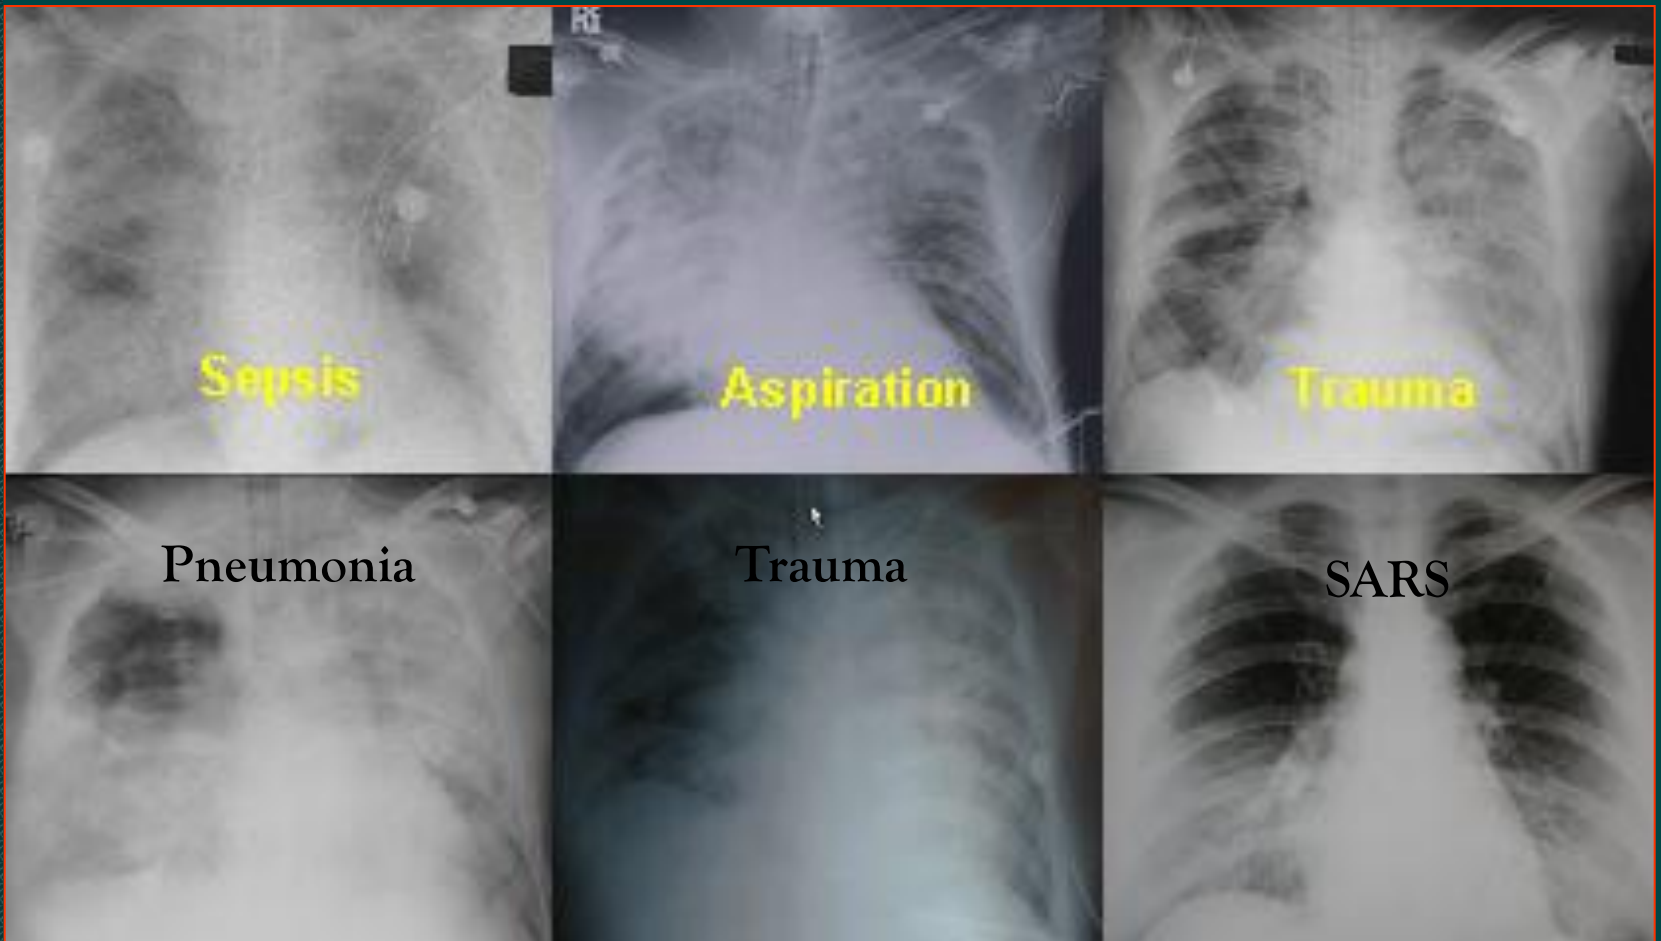 Sepsis
Aspiration
Trauma
Pneumonia
Trauma
SARS